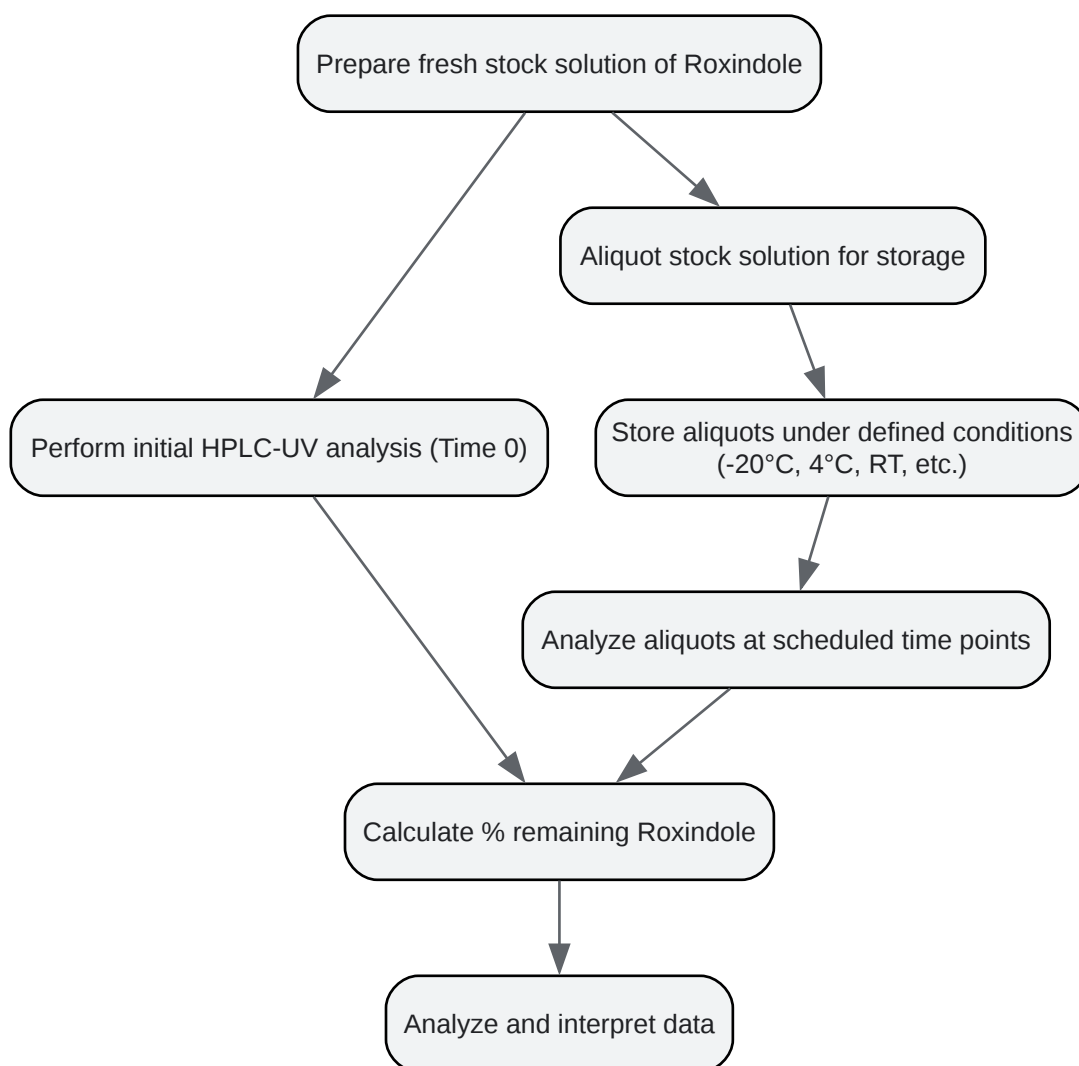 Prepare fresh stock solution of Roxindole
Aliquot stock solution for storage
Perform initial HPLC-UV analysis (Time 0)
Store aliquots under defined conditions
(-20°C, 4°C, RT, etc.)
Analyze aliquots at scheduled time points
Calculate % remaining Roxindole
Analyze and interpret data